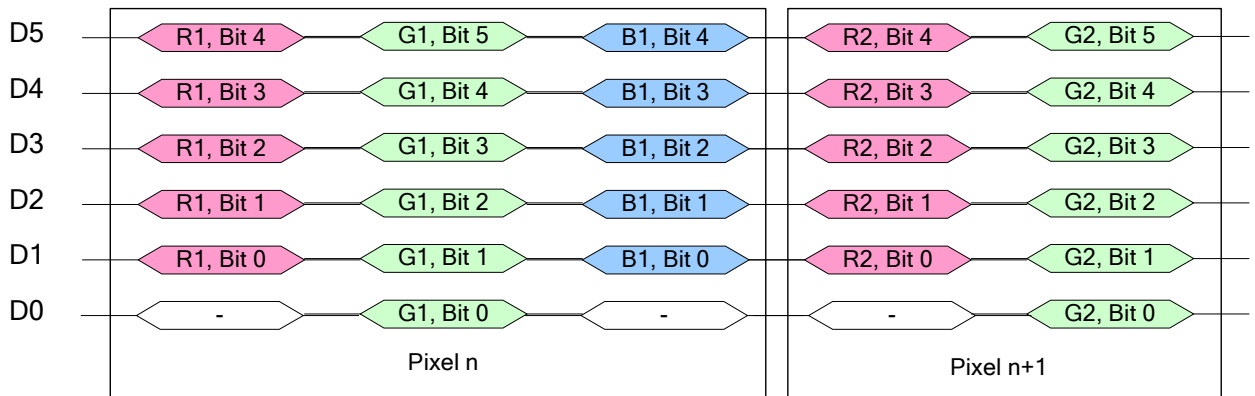 D5 R1, Bit 4 G1, Bit 5 B1, Bit 4 R2, Bit 4 G2, Bit 5
D4 R1, Bit 3 G1, Bit 4 B1, Bit 3 R2, Bit 3 G2, Bit 4
D3 R1, Bit 2 G1, Bit 3 B1, Bit 2 R2, Bit 2 G2, Bit 3
D2 R1, Bit 1 G1, Bit 2 B1, Bit 1 R2, Bit 1 G2, Bit 2
D1 R1, Bit 0 G1, Bit 1 B1, Bit 0 R2, Bit 0 G2, Bit 1
D0 - G1, Bit 0 - - G2, Bit 0
Pixel n Pixel n+1